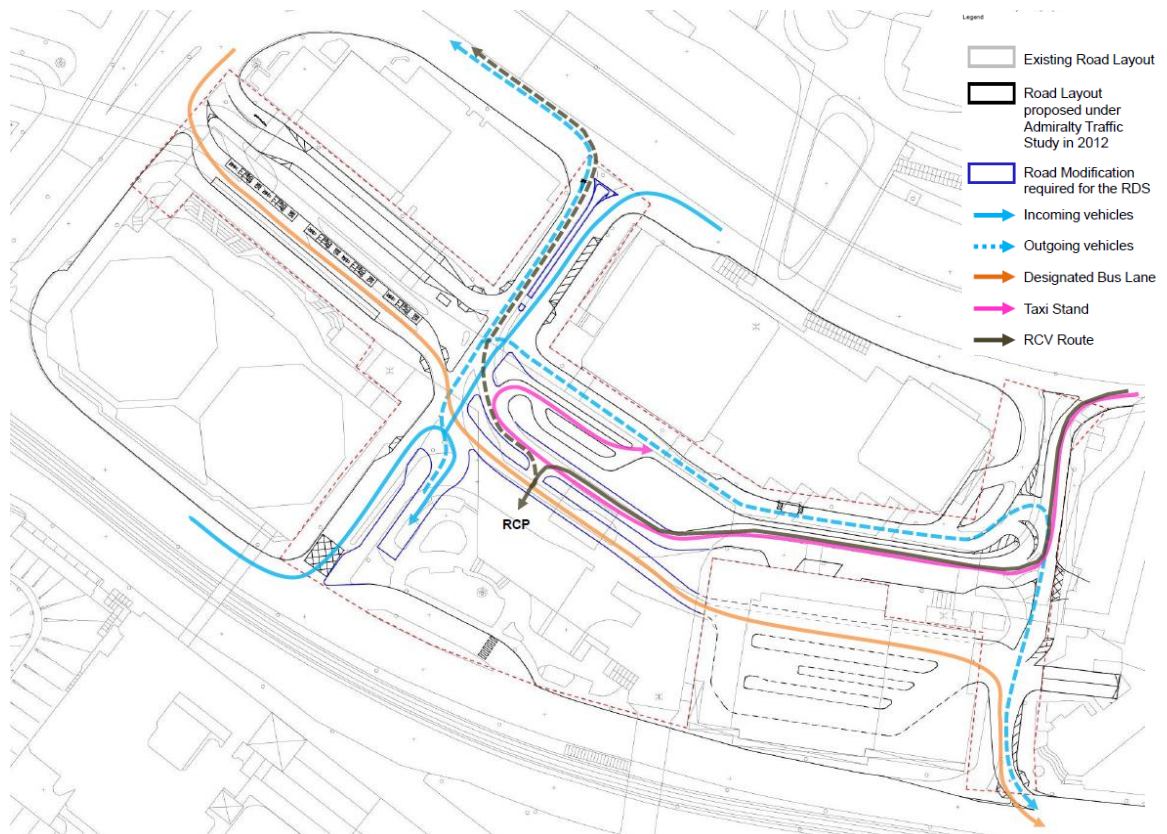 Legend
Existing Road Layout
Road Layout
proposed under
Admiralty Traffic
Study in 2012
Road Modification
required for the RDS
Incoming vehicles
Outgoing vehicles
Designated Bus Lane
Taxi Stand
RCV Route
RCP